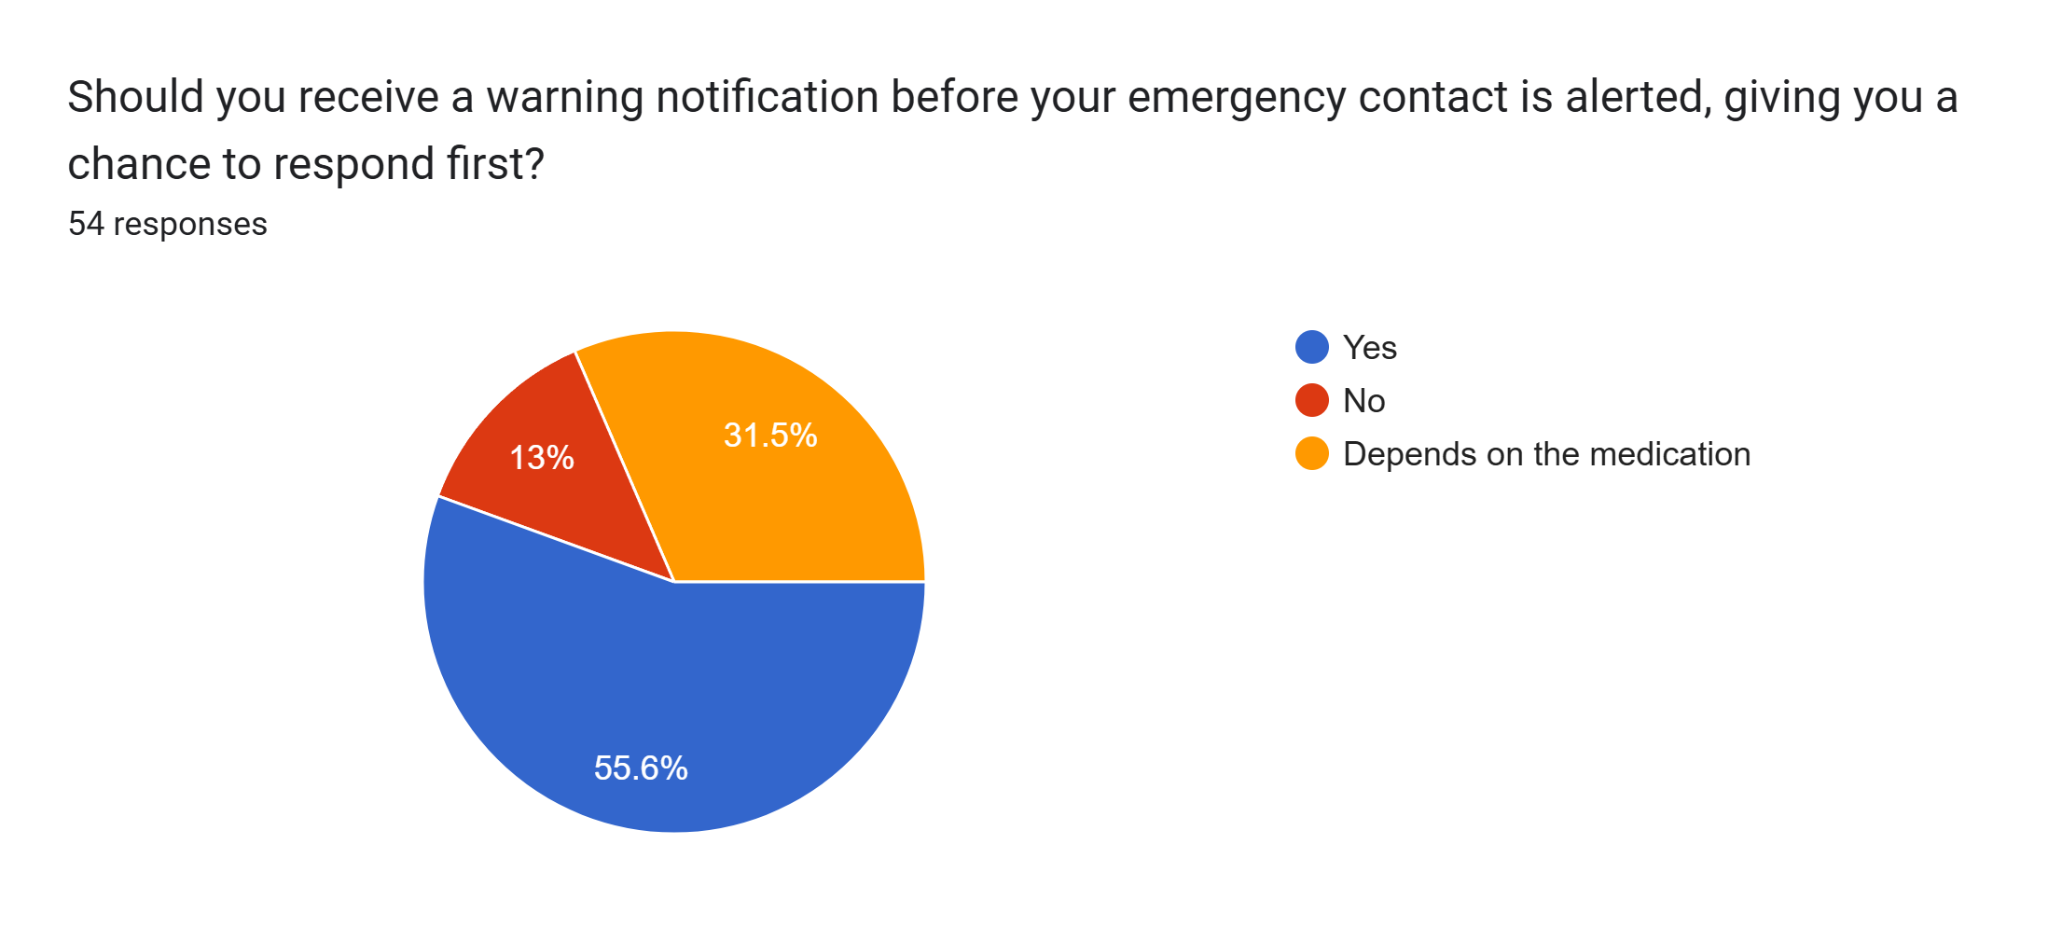 Should you receive a warning notification before your emergency contact is alerted, giving you a
chance to respond first?
54 responses
Yes
No
Depends on the medication
31.5%
13%
55.6%